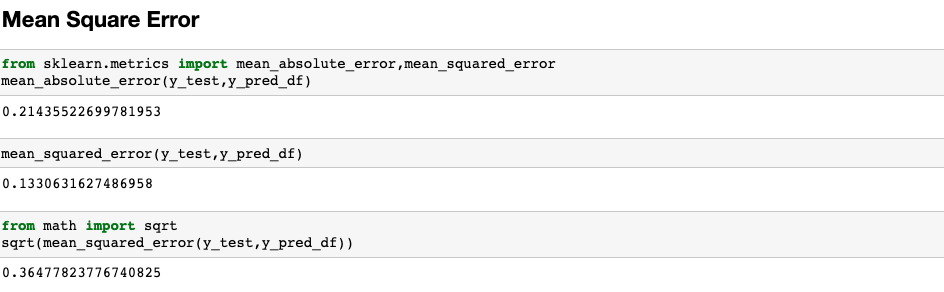 Mean Square Error
from sklearn.metrics import mean_absolute_error,mean_squared_error
mean_absolute_error(y_test,y_pred_df)
0.21435522699781953
mean_squared_error(y_test,y_pred_df)
0.1330631627486958
from math import sqrt
sqrt(mean_squared_error(y_test,y_pred_df))
0.36477823776740825